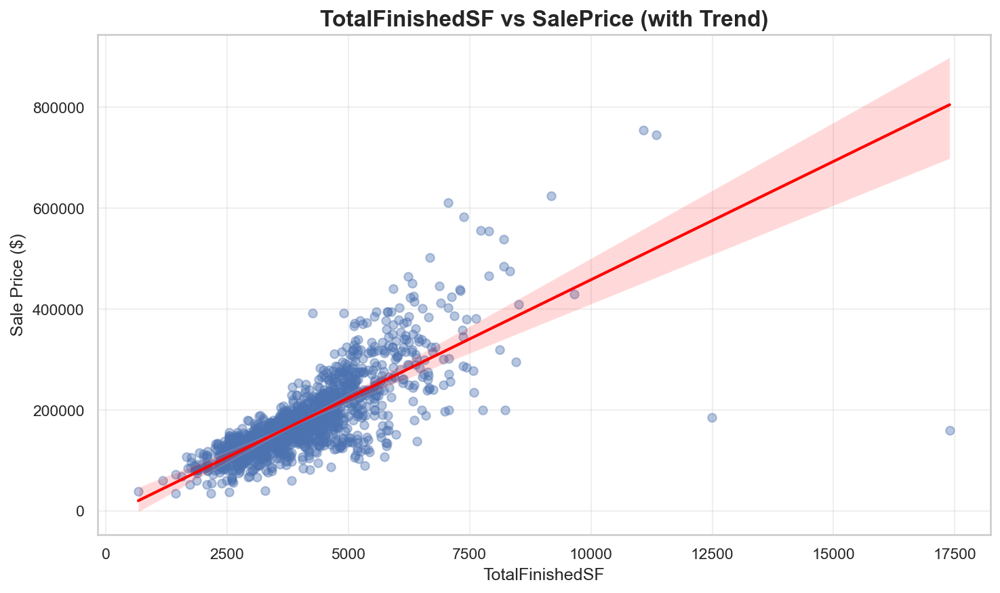 TotalFinishedSF vs SalePrice (with Trend)
Sale Price ($)
800000
600000
400000
200000
0
0 2500 5000 7500 10000 12500 15000 17500
TotalFinishedSF